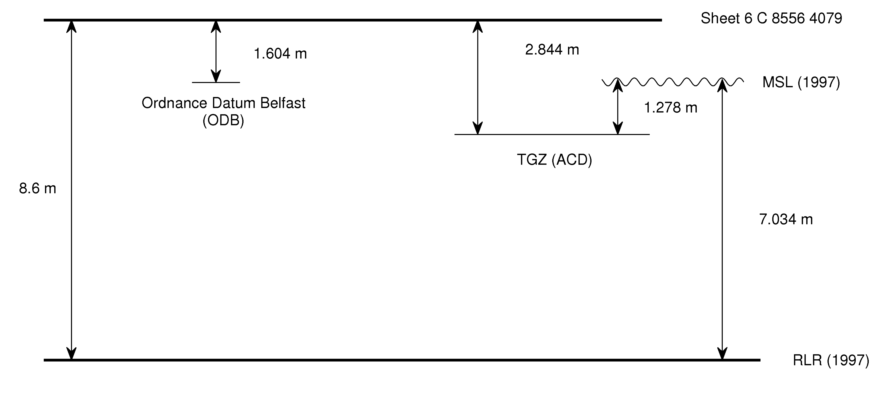 Sheet 6 C 8556 4079
1.604 m
2.844 m
MSL (1997)
Ordnance Datum Belfast
(ODB)
1.278 m
TGZ (ACD)
8.6 m
7.034 m
RLR (1997)